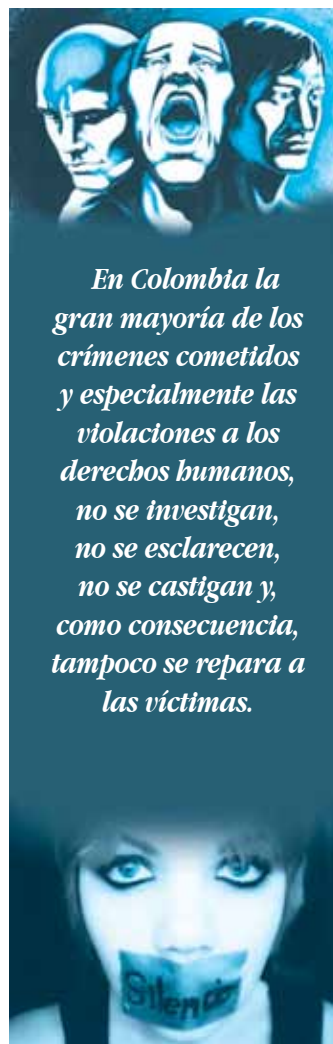 En Colombia la
gran mayoría de los
crímenes cometidos
y especialmente las
violaciones a los
derechos humanos,
no se investigan,
no se esclarecen,
no se castigan y,
como consecuencia,
tampoco se repara a
las víctimas.
Silencio